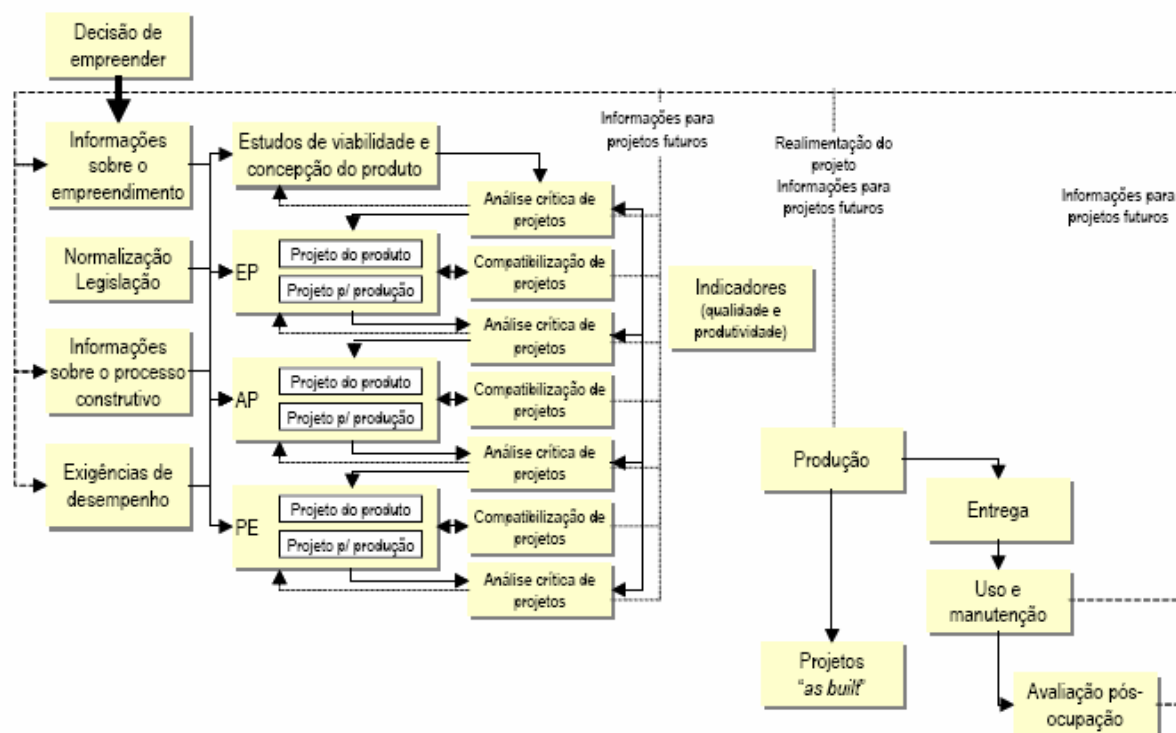 Decisão de
empreender
Informações
sobre o
empreendimento
Normalização
Legislação
Informações
sobre o processo
construtivo
Exigências de
desempenho
Estudos de viabilidade e
concepção do produto
EP
Projeto do produto
Projeto p/ produção
AP
Projeto do produto
Projeto p/ produção
PE
Projeto do produto
Projeto p/ produção
Análise crítica de
projetos
Compatibilização de
projetos
Análise crítica de
projetos
Compatibilização de
projetos
Análise crítica de
projetos
Compatibilização de
projetos
Análise crítica de
projetos
Informações para
projetos futuros
Indicadores
(qualidade e
produtividade)
Realimentação do
projeto
Informações para
projetos futuros
Informações para
projetos futuros
Produção
Entrega
Uso e
manutenção
Projetos
"as built"
Avaliação pós-
ocupação